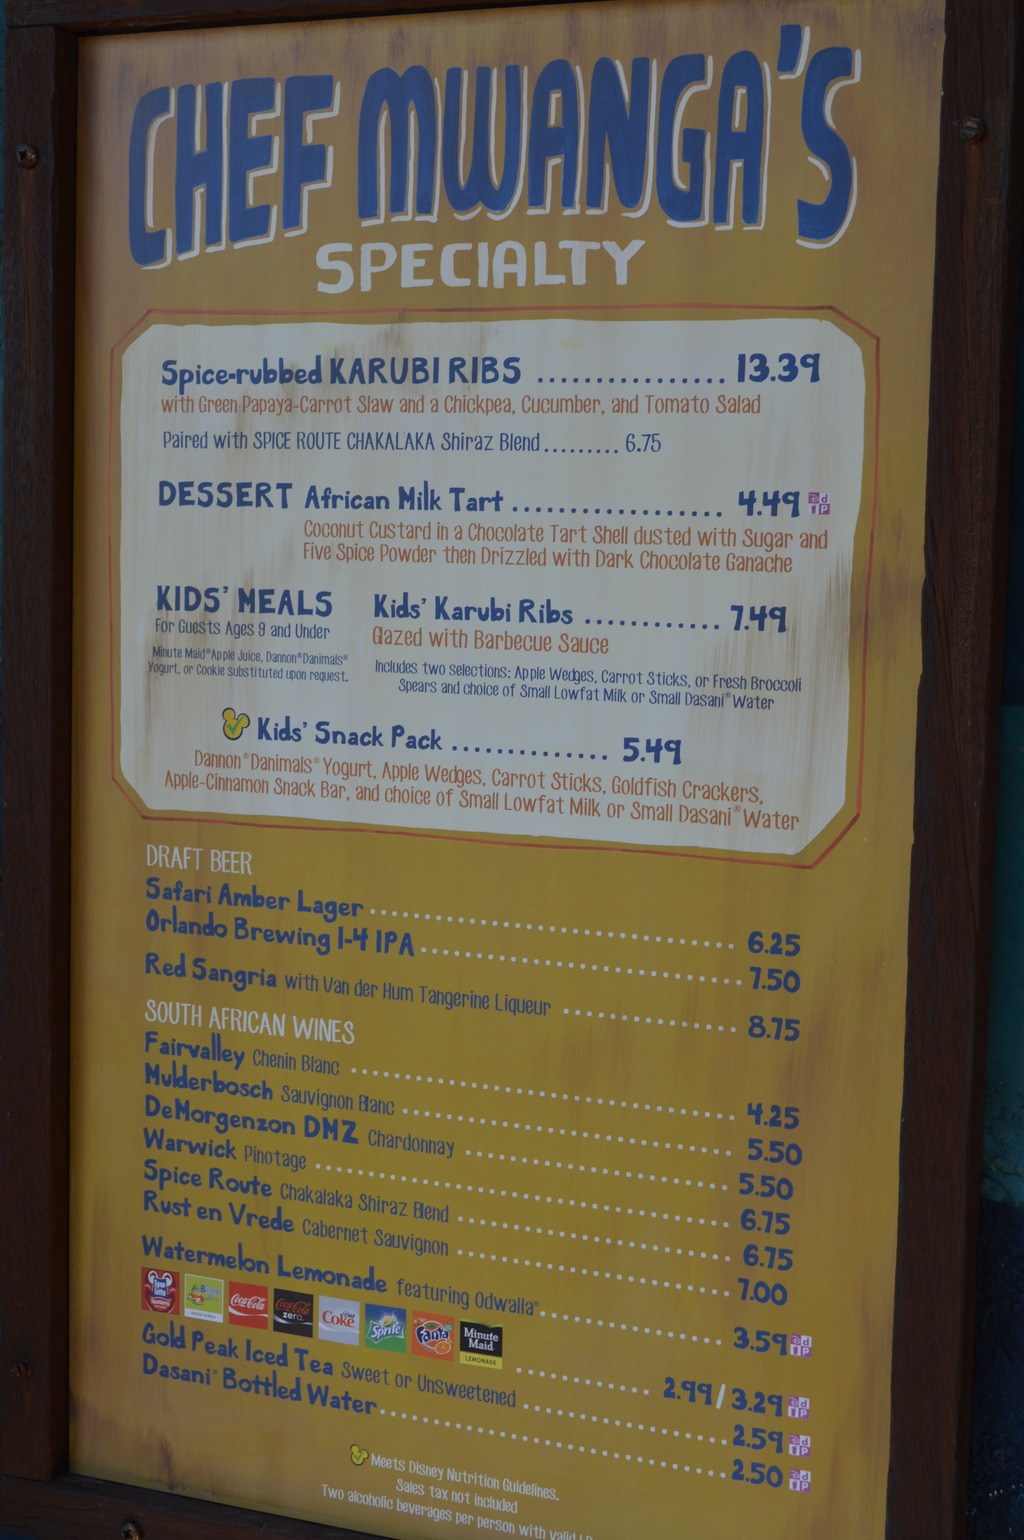 CHEF MWANGA'S
SPECIALTY
Spice-rubbed KARUBI RIBS ................ 13.39
with Green Papaya-Carrot Slaw and a Chickpea, Cucumber, and Tomato Salad
Paired with SPICE ROUTE CHAKALAKA Shiraz Blend ......... 6.75
DESSERT African Milk Tart ................... 4.49
Coconut Custard in a Chocolate Tart Shell dusted with Sugar and
Five Spice Powder then Drizzled with Dark Chocolate Ganache
KIDS' MEALS
For Guests Ages 9 and Under
Minute Maid® Apple Juice, Dannon® Danimals®
Yogurt, or Cookie substituted upon request.
Kids' Karubi Ribs ............ 7.49
Glazed with Barbecue Sauce
Includes two selections: Apple Wedges, Carrot Sticks, or Fresh Broccoli
Spears and choice of Small Lowfat Milk or Small Dasani® Water
Kids' Snack Pack .............. 5.49
Dannon® Danimals® Yogurt, Apple Wedges, Carrot Sticks, Goldfish Crackers,
Apple-Cinnamon Snack Bar, and choice of Small Lowfat Milk or Small Dasani® Water
DRAFT BEER
Safari Amber Lager ........ 6.25
Orlando Brewing I-4 IPA ........ 7.50
Red Sangria with Van der Hum Tangerine Liqueur ........ 8.75
SOUTH AFRICAN WINES
Fairvalley Chenin Blanc ........ 4.25
Mulderbosch Sauvignon Blanc ........ 5.50
DeMorgenzon DMZ Chardonnay ........ 5.50
Warwick Pinotage ........ 6.75
Spice Route Chakalaka Shiraz Blend ........ 6.75
Rust en Vrede Cabernet Sauvignon ........ 7.00
Watermelon Lemonade featuring Odwalla® ........ 3.59
Coca-Cola Coca-Cola zero Diet Coke Sprite Fanta Minute Maid LEMONADE ........ 2.99/3.29
Gold Peak Iced Tea Sweet or Unsweetened ........ 2.59
Dasani® Bottled Water ........ 2.50
Meets Disney Nutrition Guidelines.
Sales tax not included
Two alcoholic beverages per person with valid